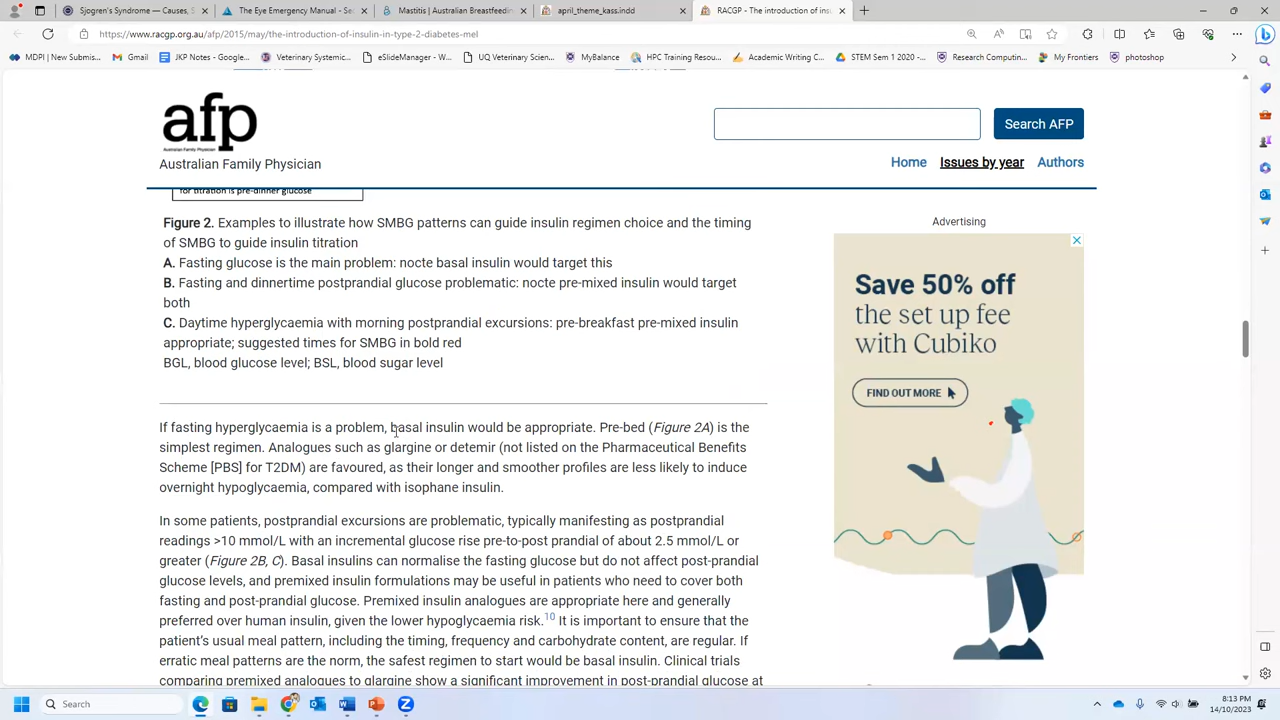 Sjogren's Syndrome — Causes, S
The Eye Emergency Manual - Se
Mastitis | Australian Breastfeedin
april_theme_kass.indd
RACGP - The introduction of ins
https://www.racgp.org.au/afp/2015/may/the-introduction-of-insulin-in-type-2-diabetes-mel
MDPI | New Submis...
Gmail
JKP Notes - Google...
Veterinary Systemic...
eSlideManager - W...
UQ Veterinary Scien...
MyBalance
HPC Training Resou...
Academic Writing C...
STEM Sem 1 2020 -...
Research Computin...
My Frontiers
photoshop
afp
Australian Family Physician
Australian Family Physician
Search AFP
Home
Issues by year
Authors
for titration is pre-dinner glucose
Figure 2. Examples to illustrate how SMBG patterns can guide insulin regimen choice and the timing
of SMBG to guide insulin titration
A. Fasting glucose is the main problem: nocte basal insulin would target this
B. Fasting and dinnertime postprandial glucose problematic: nocte pre-mixed insulin would target
both
C. Daytime hyperglycaemia with morning postprandial excursions: pre-breakfast pre-mixed insulin
appropriate; suggested times for SMBG in bold red
BGL, blood glucose level; BSL, blood sugar level
If fasting hyperglycaemia is a problem, basal insulin would be appropriate. Pre-bed (Figure 2A) is the
simplest regimen. Analogues such as glargine or detemir (not listed on the Pharmaceutical Benefits
Scheme [PBS] for T2DM) are favoured, as their longer and smoother profiles are less likely to induce
overnight hypoglycaemia, compared with isophane insulin.
In some patients, postprandial excursions are problematic, typically manifesting as postprandial
readings >10 mmol/L with an incremental glucose rise pre-to-post prandial of about 2.5 mmol/L or
greater (Figure 2B, C). Basal insulins can normalise the fasting glucose but do not affect post-prandial
glucose levels, and premixed insulin formulations may be useful in patients who need to cover both
fasting and post-prandial glucose. Premixed insulin analogues are appropriate here and generally
preferred over human insulin, given the lower hypoglycaemia risk.10 It is important to ensure that the
patient's usual meal pattern, including the timing, frequency and carbohydrate content, are regular. If
erratic meal patterns are the norm, the safest regimen to start would be basal insulin. Clinical trials
comparing premixed analogues to glargine show a significant improvement in post-prandial glucose at
Advertising
Save 50% off
the set up fee
with Cubiko
FIND OUT MORE
Search
8:13 PM
14/10/2023